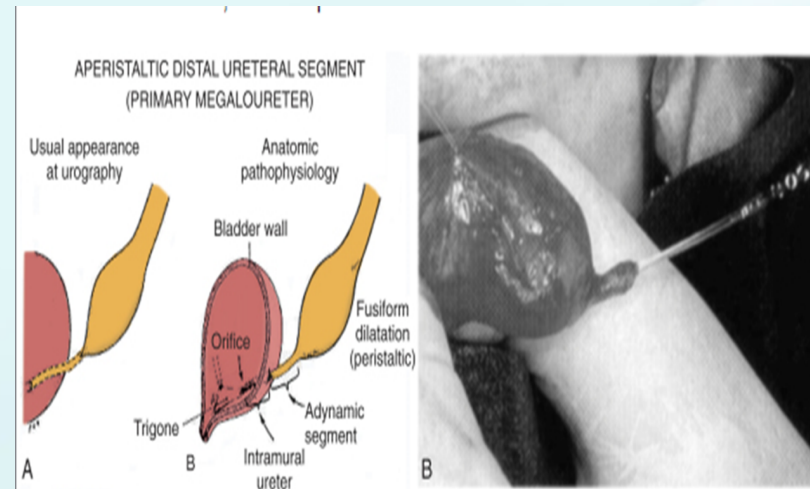 APERISTALTIC DISTAL URETERAL SEGMENT
(PRIMARY MEGALOURETER)
Usual appearance
at urography
Anatomic
pathophysiology
Bladder wall
Orifice
Fusiform
dilatation
(peristaltic)
Trigone
Adynamic
segment
Intramural
ureter
A
B
B